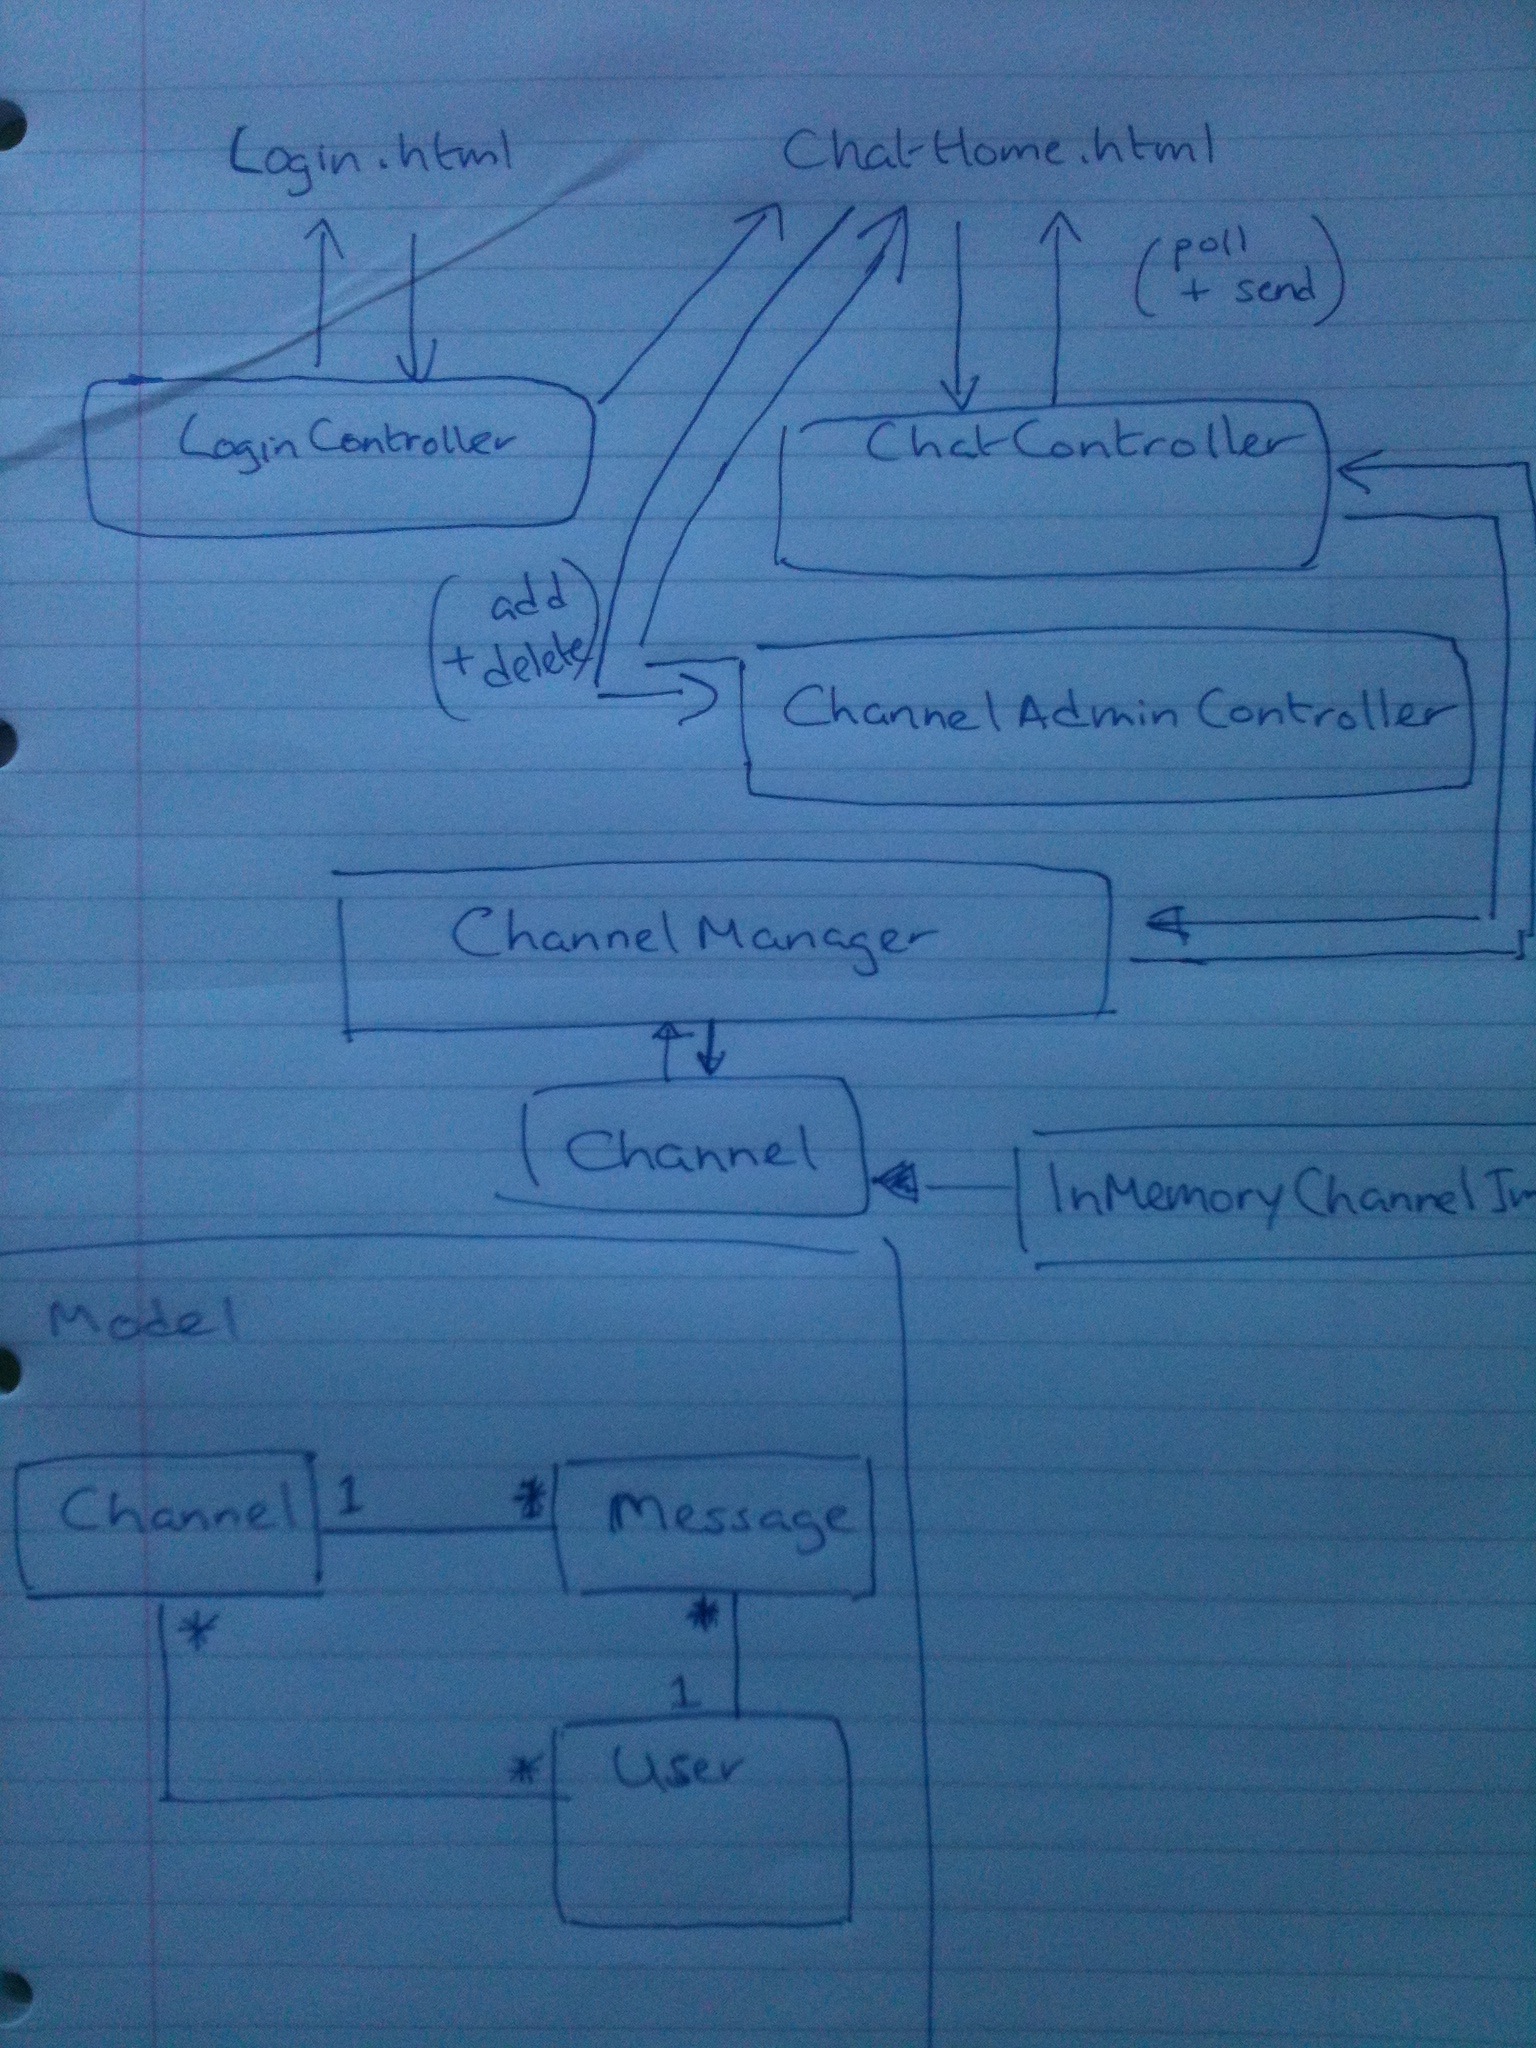 Login.html
ChatHome.html
(poll
+ send)
LoginController
ChatController
(add
+ delete)
ChannelAdminController
ChannelManager
Channel
InMemoryChannelIm
Model
Channel
1
*
Message
*
*
1
*
User